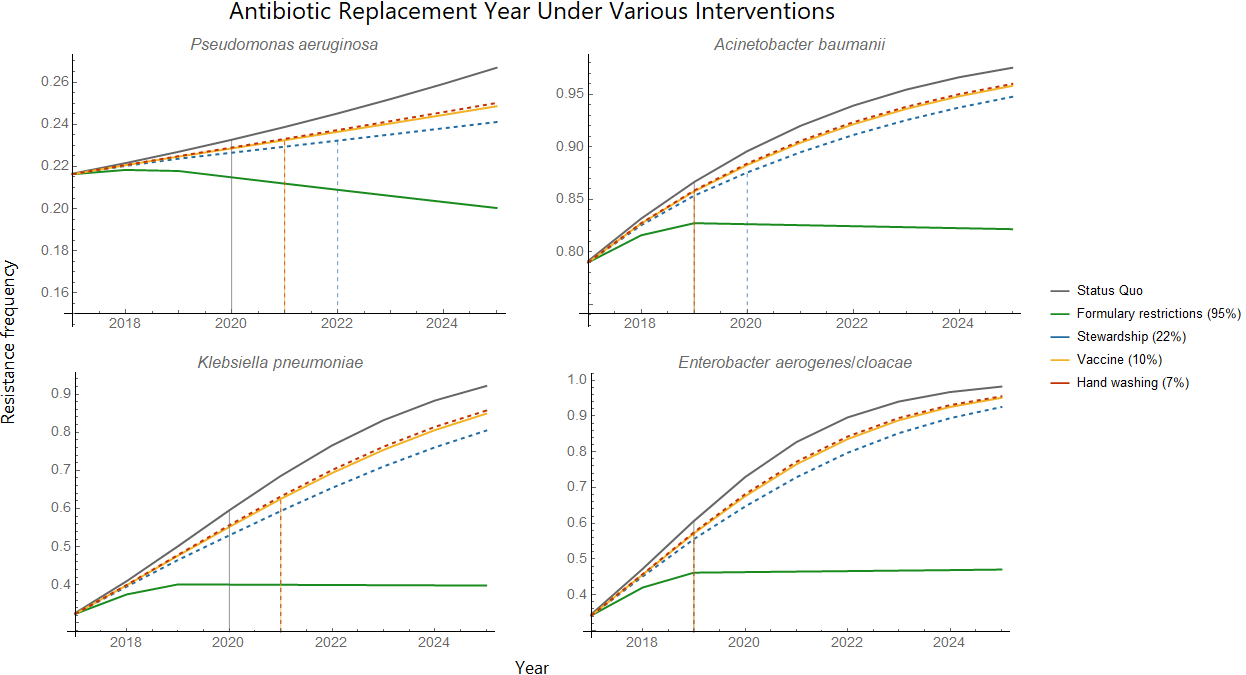 Antibiotic Replacement Year Under Various Interventions
Pseudomonas aeruginosa
0.26
0.24
0.22
0.20
0.18
0.16
2018 2020 2022 2024
Acinetobacter baumanii
0.95
0.90
0.85
0.80
2018 2020 2022 2024
Resistance frequency
Klebsiella pneumoniae
0.9
0.8
0.7
0.6
0.5
0.4
2018 2020 2022 2024
Enterobacter aerogenes/cloacae
1.0
0.9
0.8
0.7
0.6
0.5
0.4
2018 2020 2022 2024
Year
Status Quo
Formulary restrictions (95%)
Stewardship (22%)
Vaccine (10%)
Hand washing (7%)